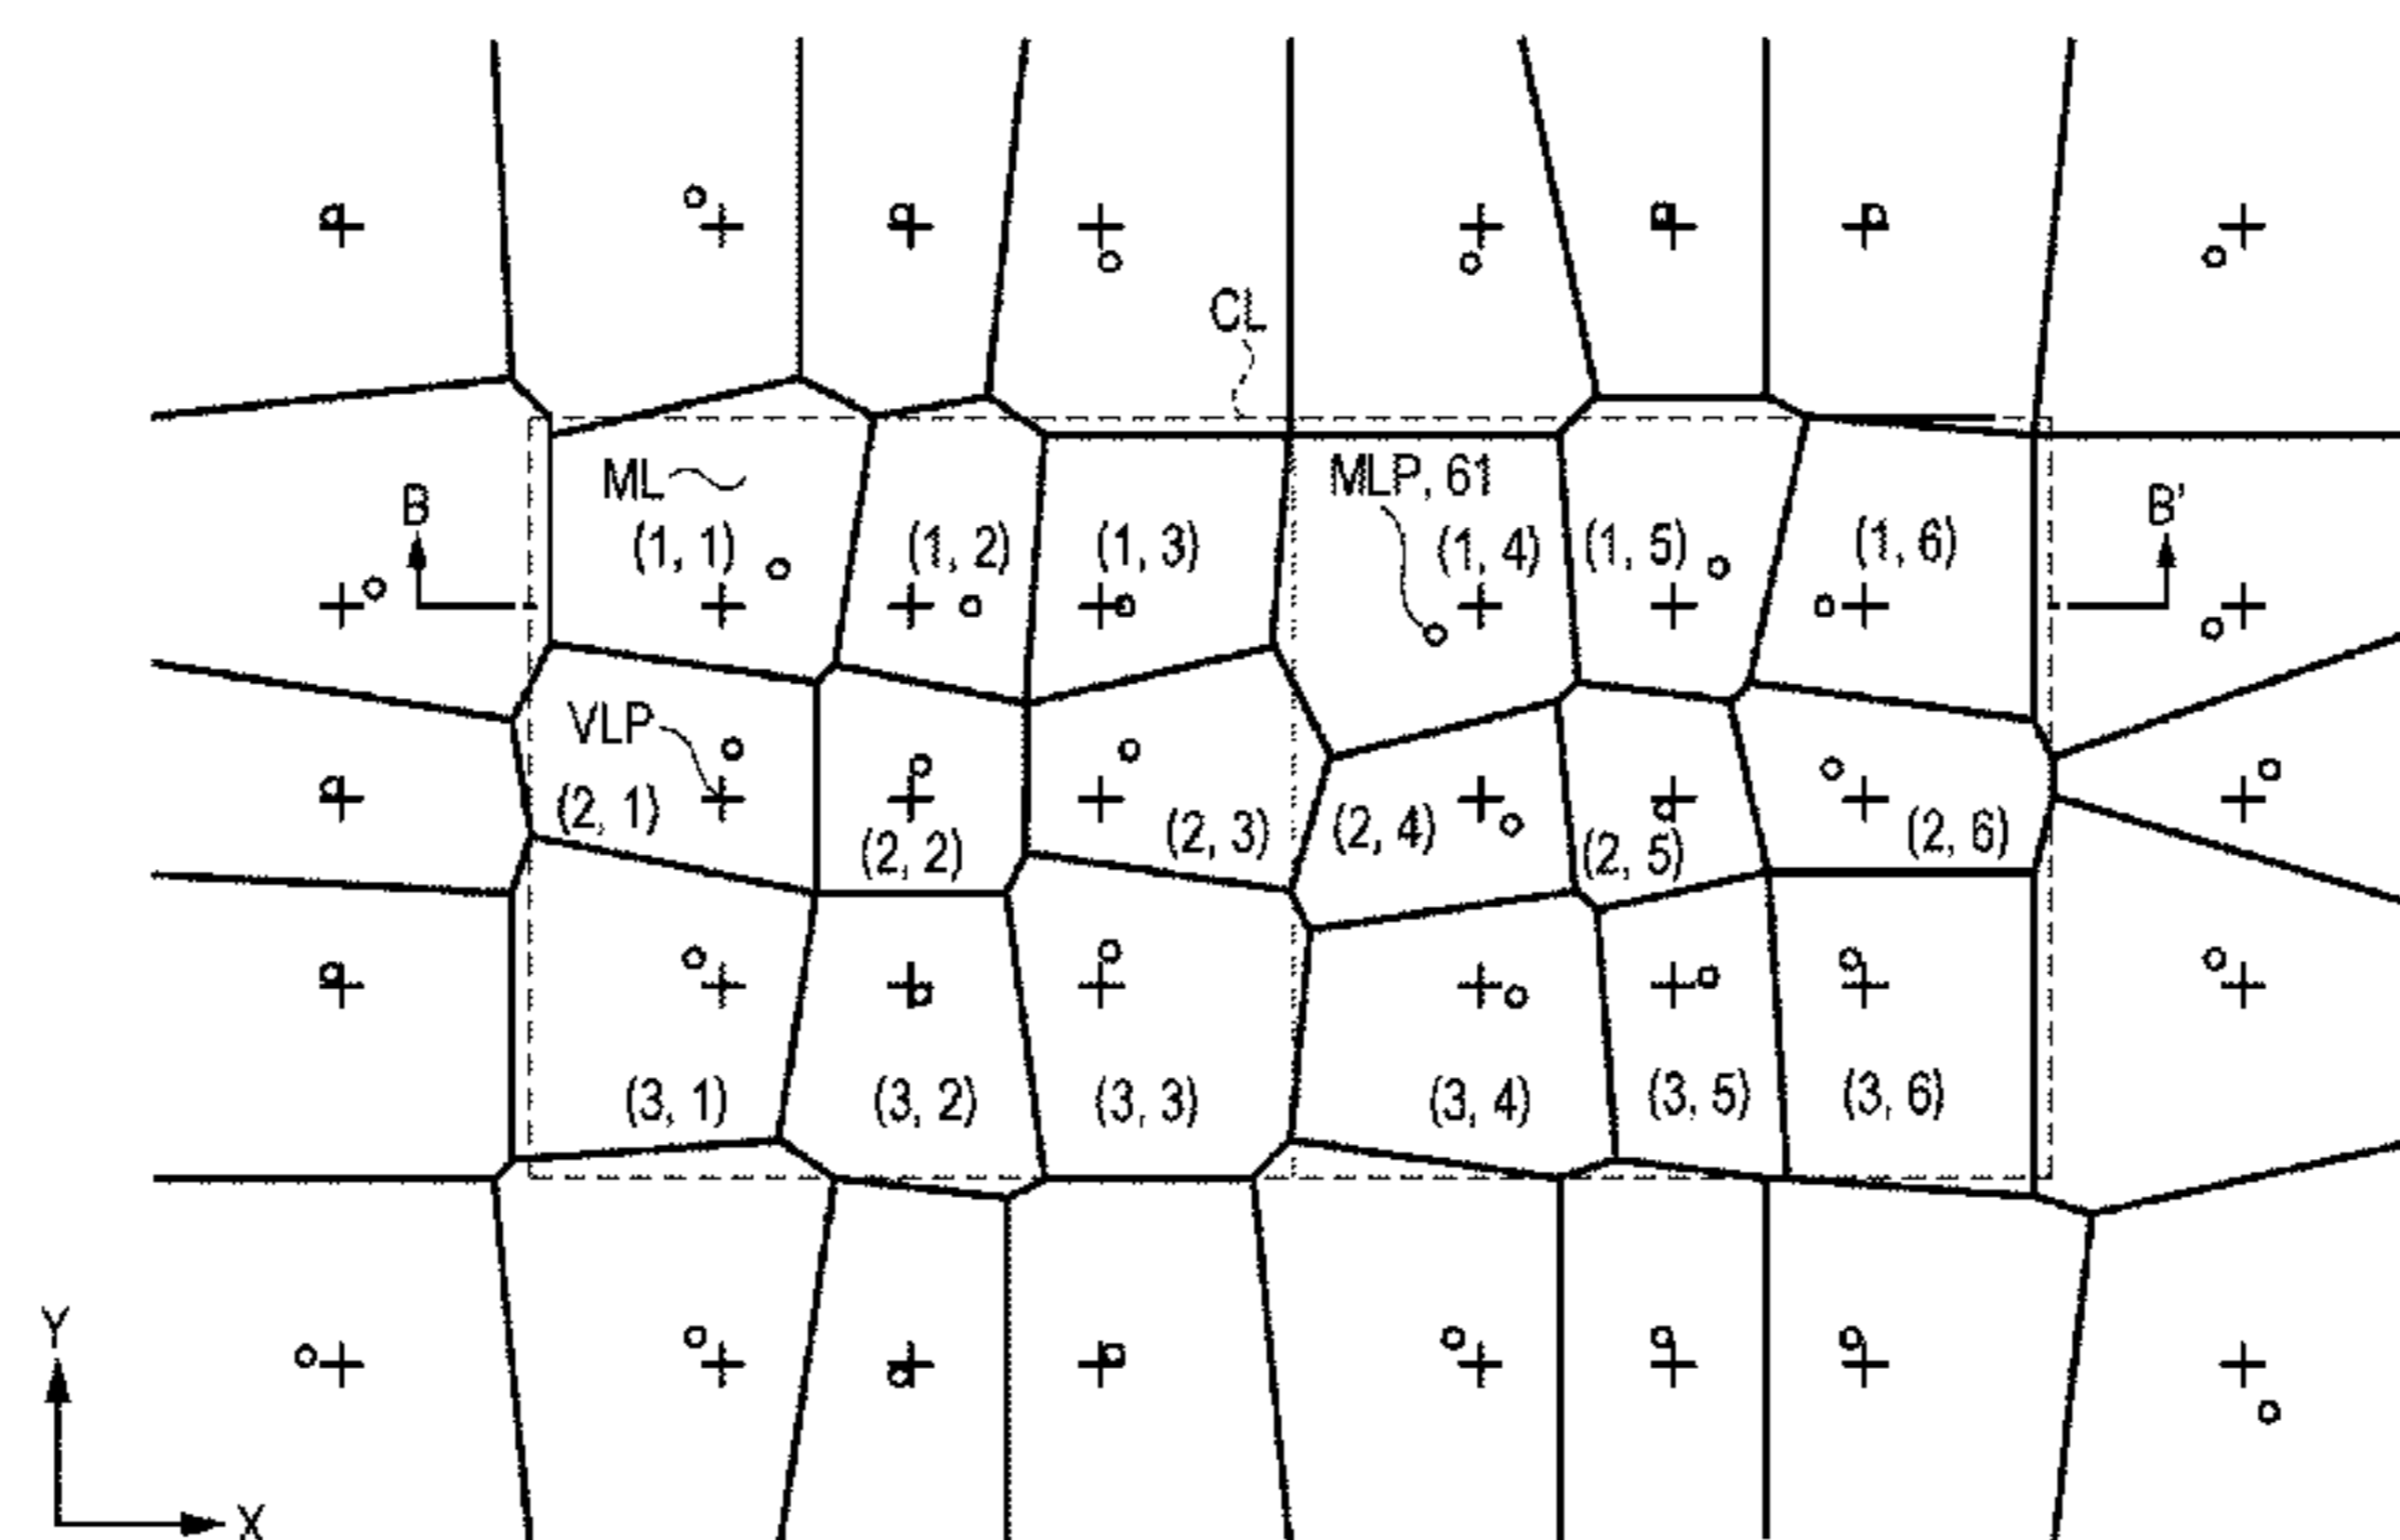 CL
ML
MLP, 61
B
B'
(1, 1)
(1, 2)
(1, 3)
(1, 4)
(1, 5)
(1, 6)
VLP
(2, 1)
(2, 2)
(2, 3)
(2, 4)
(2, 5)
(2, 6)
(3, 1)
(3, 2)
(3, 3)
(3, 4)
(3, 5)
(3, 6)
Y
X